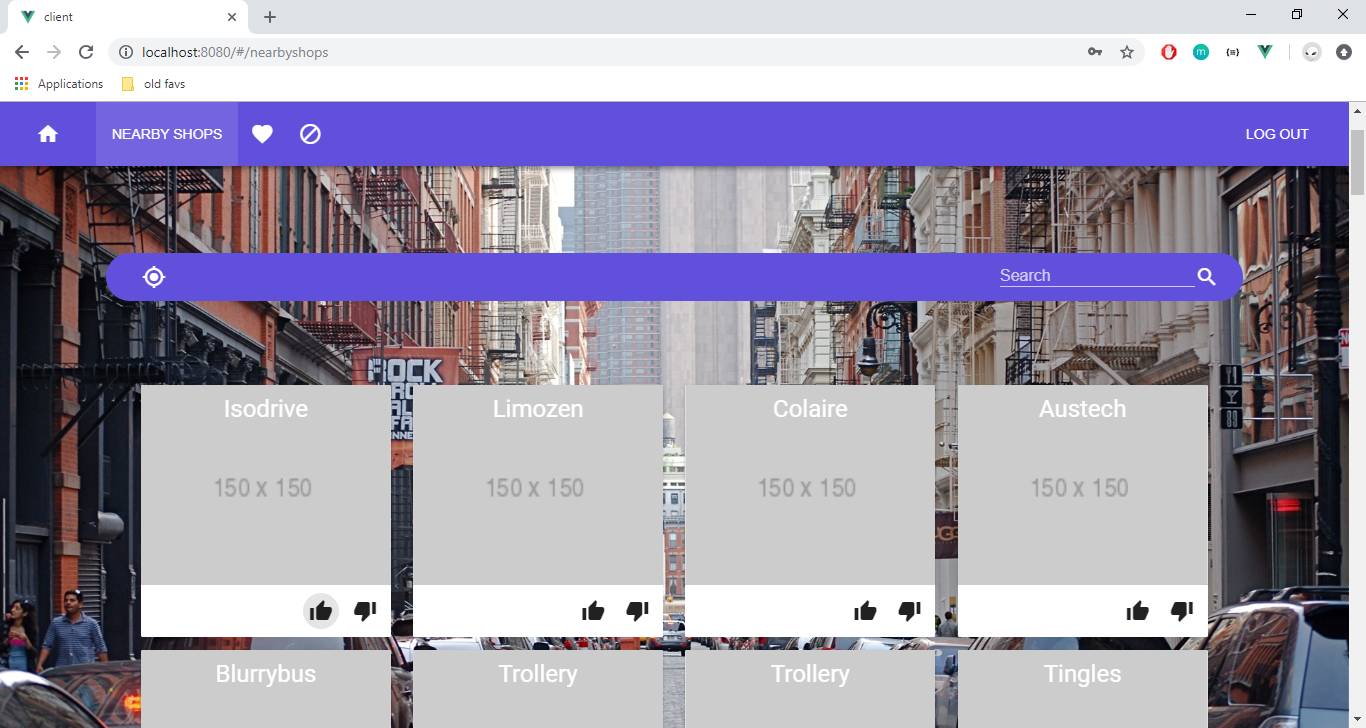 client
localhost:8080/#/nearbyshops
Applications
old favs
NEARBY SHOPS
LOG OUT
Search
ROCK
Isodrive
Limozen
Colaire
Austech
150 x 150
150 x 150
150 x 150
150 x 150
Blurrybus
Trollery
Trollery
Tingles